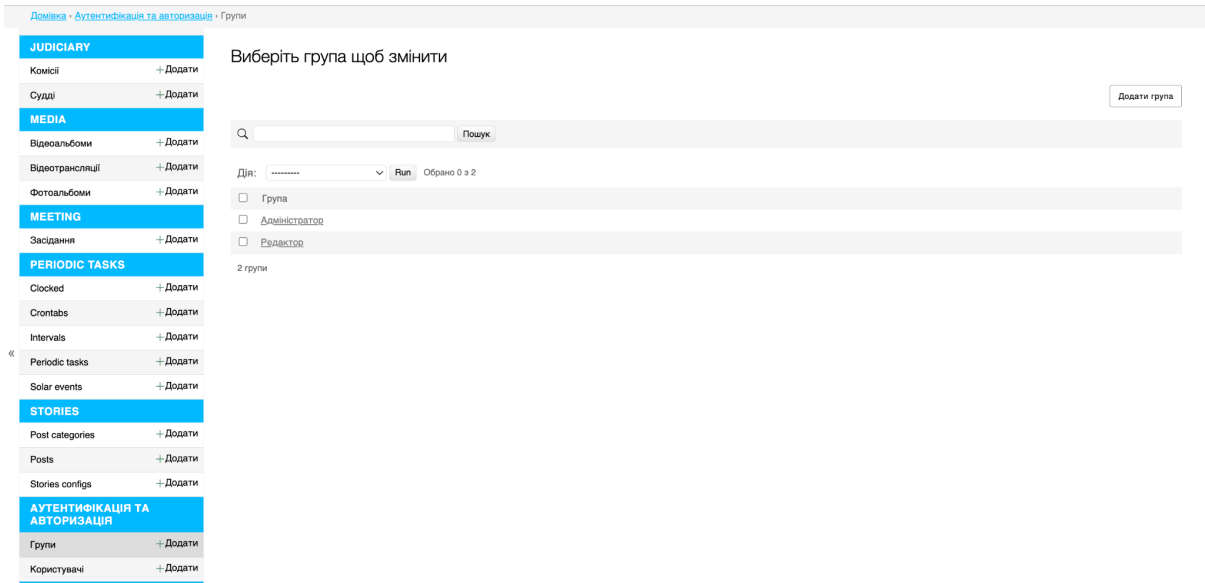 Домівка › Аутентифікація та авторизація › Групи
JUDICIARY
Комісії +Додати
Судді +Додати
MEDIA
Відеоальбоми +Додати
Відеотрансляції +Додати
Фотоальбоми +Додати
MEETING
Засідання +Додати
PERIODIC TASKS
Clocked +Додати
Crontabs +Додати
Intervals +Додати
«
Periodic tasks +Додати
Solar events +Додати
STORIES
Post categories +Додати
Posts +Додати
Stories configs +Додати
АУТЕНТИФІКАЦІЯ ТА
АВТОРИЗАЦІЯ
Групи +Додати
Користувачі +Додати
Виберіть група щоб змінити
Додати група
Пошук
Дія: --------- Run Обрано 0 з 2
Група
Адміністратор
Редактор
2 групи